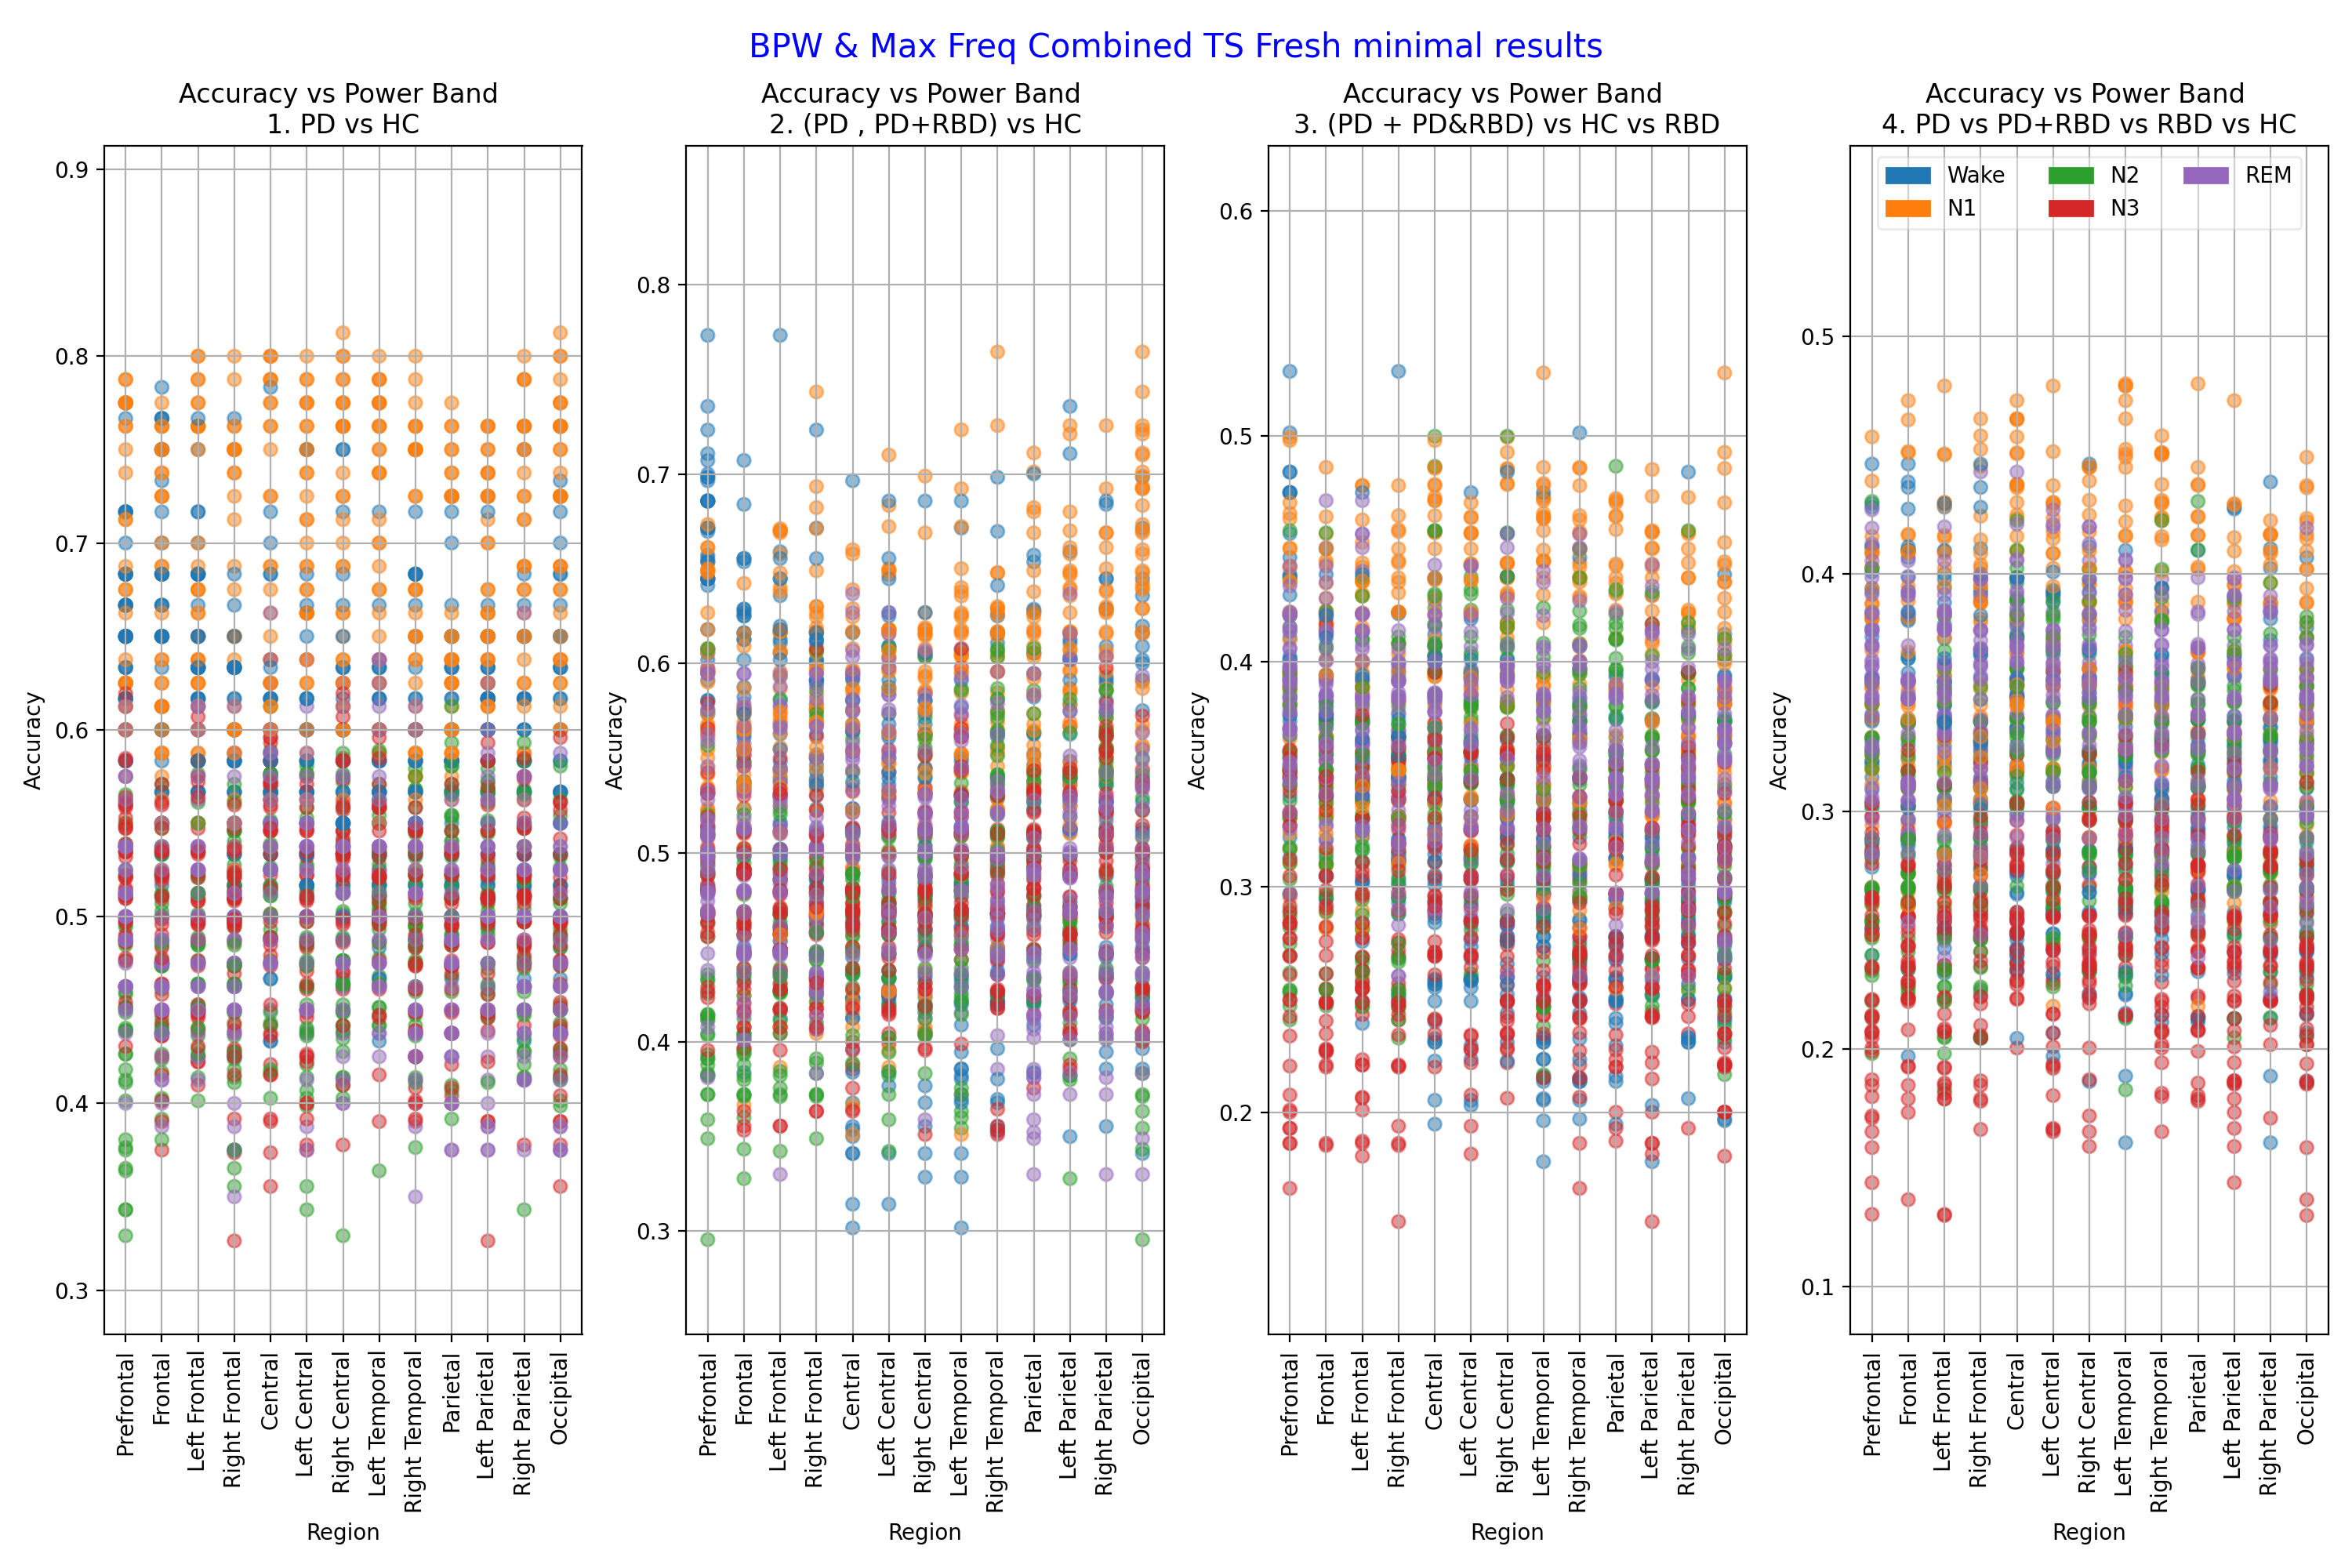 BPW & Max Freq Combined TS Fresh minimal results
Accuracy vs Power Band
1. PD vs HC
0.9
0.8
0.7
0.6
0.5
0.4
0.3
Accuracy
Prefrontal
Frontal
Left Frontal
Right Frontal
Central
Left Central
Right Central
Left Temporal
Right Temporal
Parietal
Left Parietal
Right Parietal
Occipital
Region
Accuracy vs Power Band
2. (PD , PD+RBD) vs HC
0.8
0.7
0.6
0.5
0.4
0.3
Accuracy
Prefrontal
Frontal
Left Frontal
Right Frontal
Central
Left Central
Right Central
Left Temporal
Right Temporal
Parietal
Left Parietal
Right Parietal
Occipital
Region
Accuracy vs Power Band
3. (PD + PD&RBD) vs HC vs RBD
0.6
0.5
0.4
0.3
0.2
Accuracy
Prefrontal
Frontal
Left Frontal
Right Frontal
Central
Left Central
Right Central
Left Temporal
Right Temporal
Parietal
Left Parietal
Right Parietal
Occipital
Region
Accuracy vs Power Band
4. PD vs PD+RBD vs RBD vs HC
Wake
N1
N2
N3
REM
0.5
0.4
0.3
0.2
0.1
Accuracy
Prefrontal
Frontal
Left Frontal
Right Frontal
Central
Left Central
Right Central
Left Temporal
Right Temporal
Parietal
Left Parietal
Right Parietal
Occipital
Region